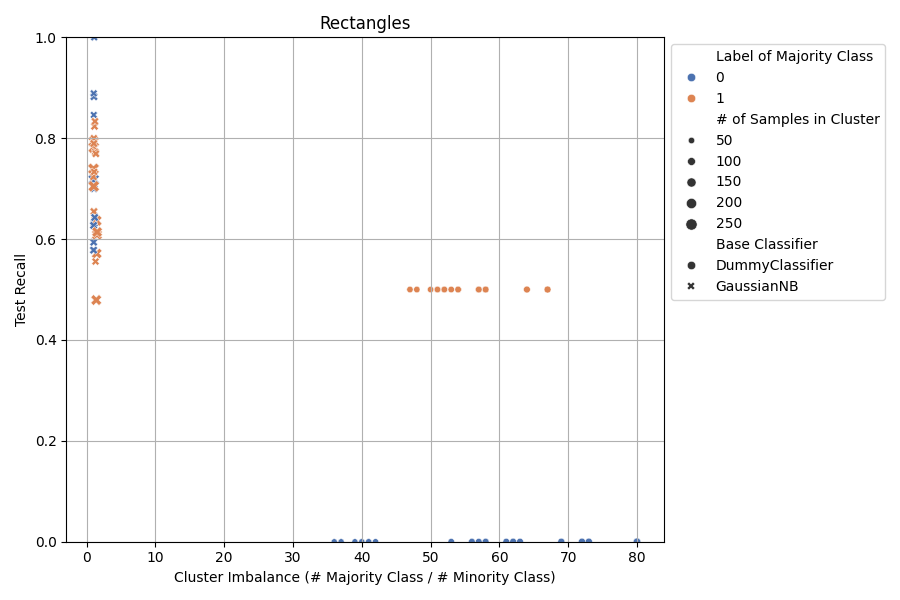 Rectangles
1.0
0.8
0.6
0.4
0.2
0.0
Test Recall
0 10 20 30 40 50 60 70 80
Cluster Imbalance (# Majority Class / # Minority Class)
Label of Majority Class
0
1
# of Samples in Cluster
50
100
150
200
250
Base Classifier
DummyClassifier
GaussianNB